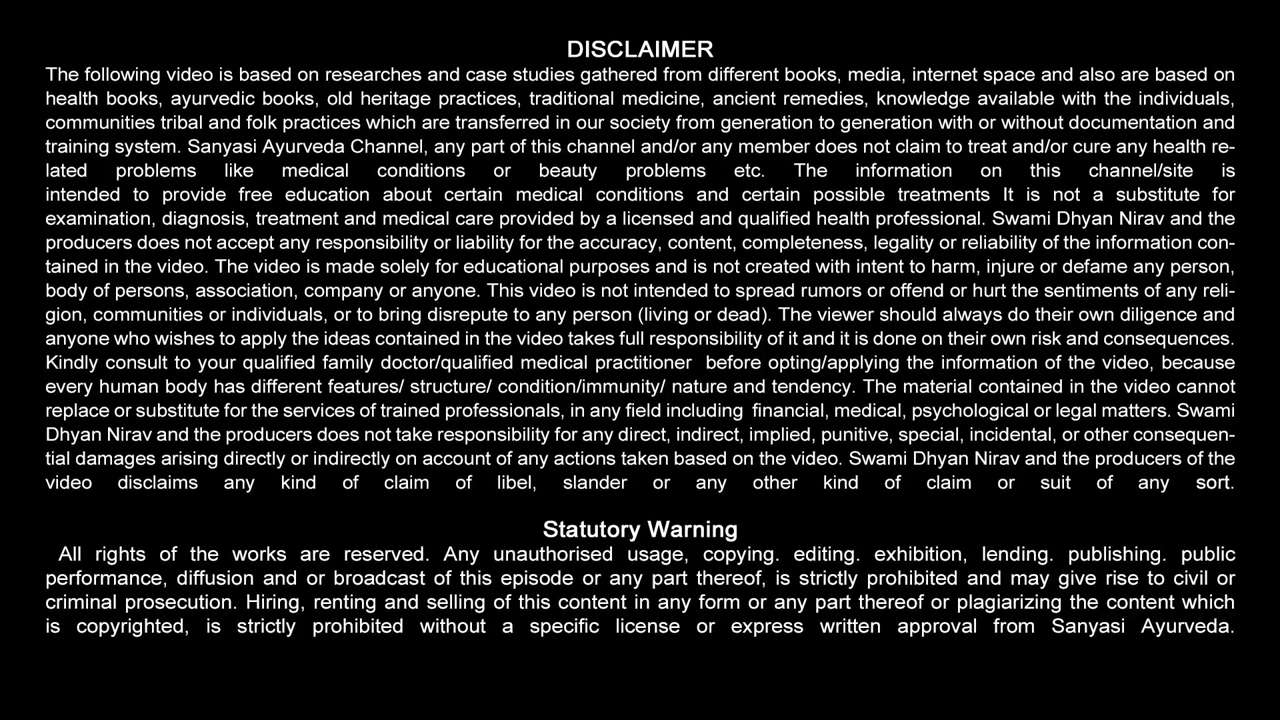 DISCLAIMER
The following video is based on researches and case studies gathered from different books, media, internet space and also are based on
health books, ayurvedic books, old heritage practices, traditional medicine, ancient remedies, knowledge available with the individuals,
communities tribal and folk practices which are transferred in our society from generation to generation with or without documentation and
training system. Sanyasi Ayurveda Channel, any part of this channel and/or any member does not claim to treat and/or cure any health re-
lated problems like medical conditions or beauty problems etc. The information on this channel/site is
intended to provide free education about certain medical conditions and certain possible treatments It is not a substitute for
examination, diagnosis, treatment and medical care provided by a licensed and qualified health professional. Swami Dhyan Nirav and the
producers does not accept any responsibility or liability for the accuracy, content, completeness, legality or reliability of the information con-
tained in the video. The video is made solely for educational purposes and is not created with intent to harm, injure or defame any person,
body of persons, association, company or anyone. This video is not intended to spread rumors or offend or hurt the sentiments of any reli-
gion, communities or individuals, or to bring disrepute to any person (living or dead). The viewer should always do their own diligence and
anyone who wishes to apply the ideas contained in the video takes full responsibility of it and it is done on their own risk and consequences.
Kindly consult to your qualified family doctor/qualified medical practitioner before opting/applying the information of the video, because
every human body has different features/ structure/ condition/immunity/ nature and tendency. The material contained in the video cannot
replace or substitute for the services of trained professionals, in any field including financial, medical, psychological or legal matters. Swami
Dhyan Nirav and the producers does not take responsibility for any direct, indirect, implied, punitive, special, incidental, or other consequen-
tial damages arising directly or indirectly on account of any actions taken based on the video. Swami Dhyan Nirav and the producers of the
video disclaims any kind of claim of libel, slander or any other kind of claim or suit of any sort.
Statutory Warning
All rights of the works are reserved. Any unauthorised usage, copying. editing. exhibition, lending. publishing. public
performance, diffusion and or broadcast of this episode or any part thereof, is strictly prohibited and may give rise to civil or
criminal prosecution. Hiring, renting and selling of this content in any form or any part thereof or plagiarizing the content which
is copyrighted, is strictly prohibited without a specific license or express written approval from Sanyasi Ayurveda.